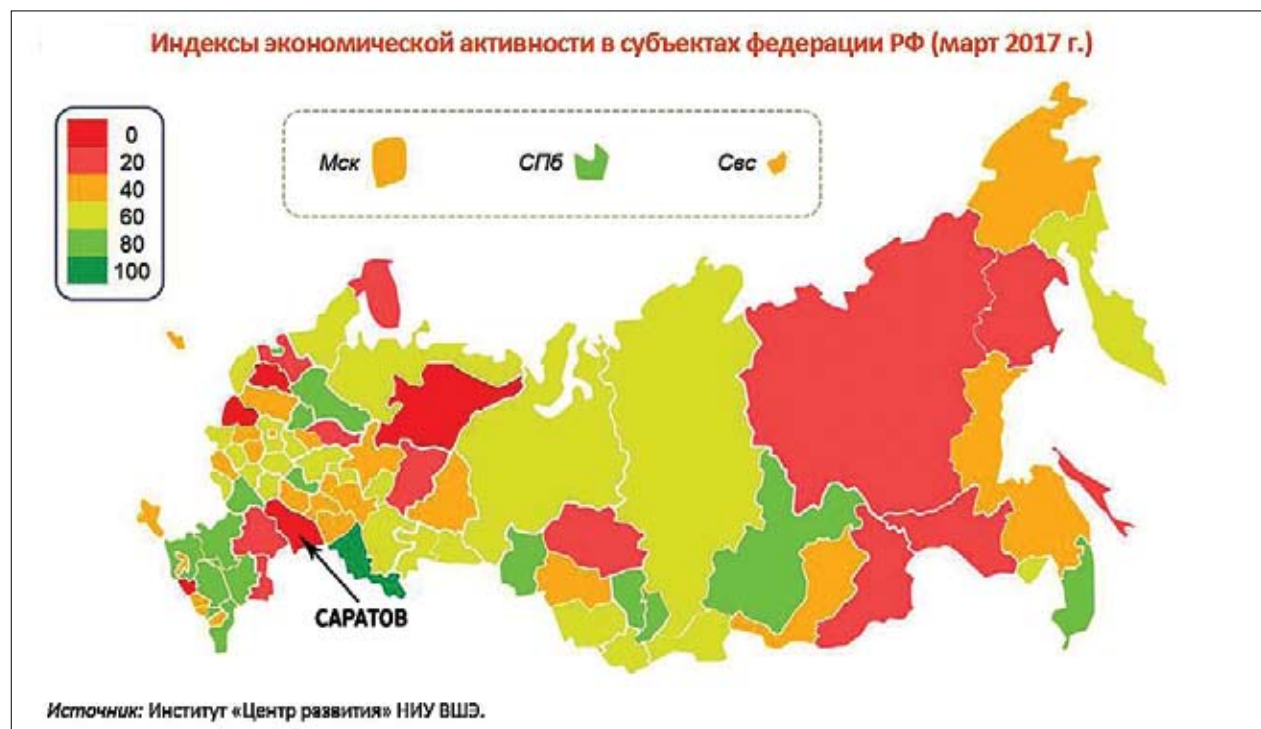 Индексы экономической активности в субъектах федерации РФ (март 2017 г.)
0
20
40
60
80
100
Мск
СПб
Свс
САРАТОВ
Источник: Институт «Центр развития» НИУ ВШЭ.